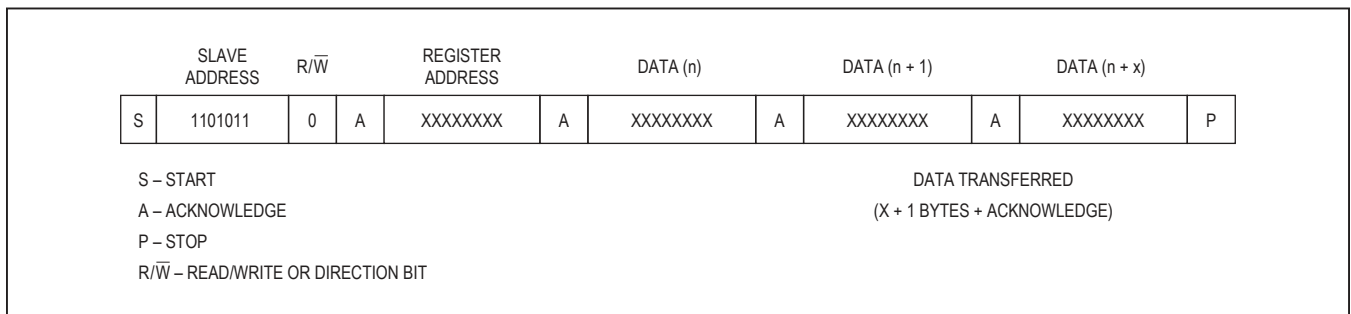 SLAVE ADDRESS R/W̅ REGISTER ADDRESS DATA (n) DATA (n + 1) DATA (n + x)
S 1101011 0 A XXXXXXXX A XXXXXXXX A XXXXXXXX A XXXXXXXX P
S – START
DATA TRANSFERRED
A – ACKNOWLEDGE
(X + 1 BYTES + ACKNOWLEDGE)
P – STOP
R/W̅ – READ/WRITE OR DIRECTION BIT